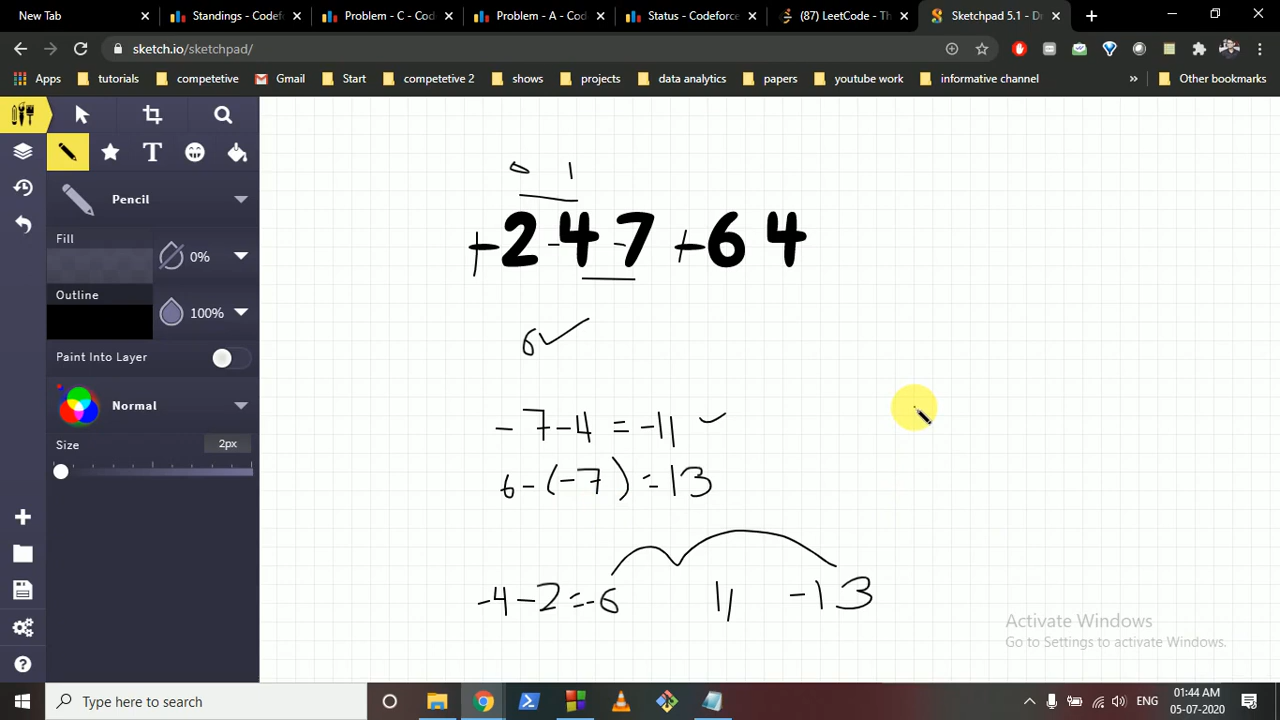 New Tab
Standings - Codef
Problem - C - Cod
Problem - A - Cod
Status - Codeforce
(87) LeetCode - Th
Sketchpad 5.1 - Dr
sketch.io/sketchpad/
Apps
tutorials
competetive
Gmail
Start
competetive 2
shows
projects
data analytics
papers
youtube work
informative channel
»
Other bookmarks
Pencil
Fill
0%
Outline
100%
Paint Into Layer
Normal
Size
2px
0 1
+2 -4 -7 +6 4
6✓
-7-4 = -11 ✓
6-(-7) = 13
-4-2=-6 11 -13
Activate Windows
Go to Settings to activate Windows.
Type here to search
ENG
01:44 AM
05-07-2020